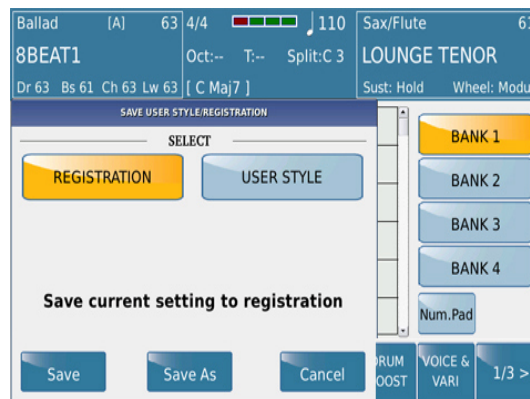 Ballad [A] 63 4/4 110 Sax/Flute 61
8BEAT1 Oct:-- T:-- Split:C 3 LOUNGE TENOR
Dr 63 Bs 61 Ch 63 Lw 63 [ C Maj7 ] Sust: Hold Wheel: Modu
SAVE USER STYLE/REGISTRATION
SELECT
REGISTRATION USER STYLE
Save current setting to registration
Save Save As Cancel
BANK 1
BANK 2
BANK 3
BANK 4
Num.Pad
RUM VOICE & 1/3 >
OOST VARI